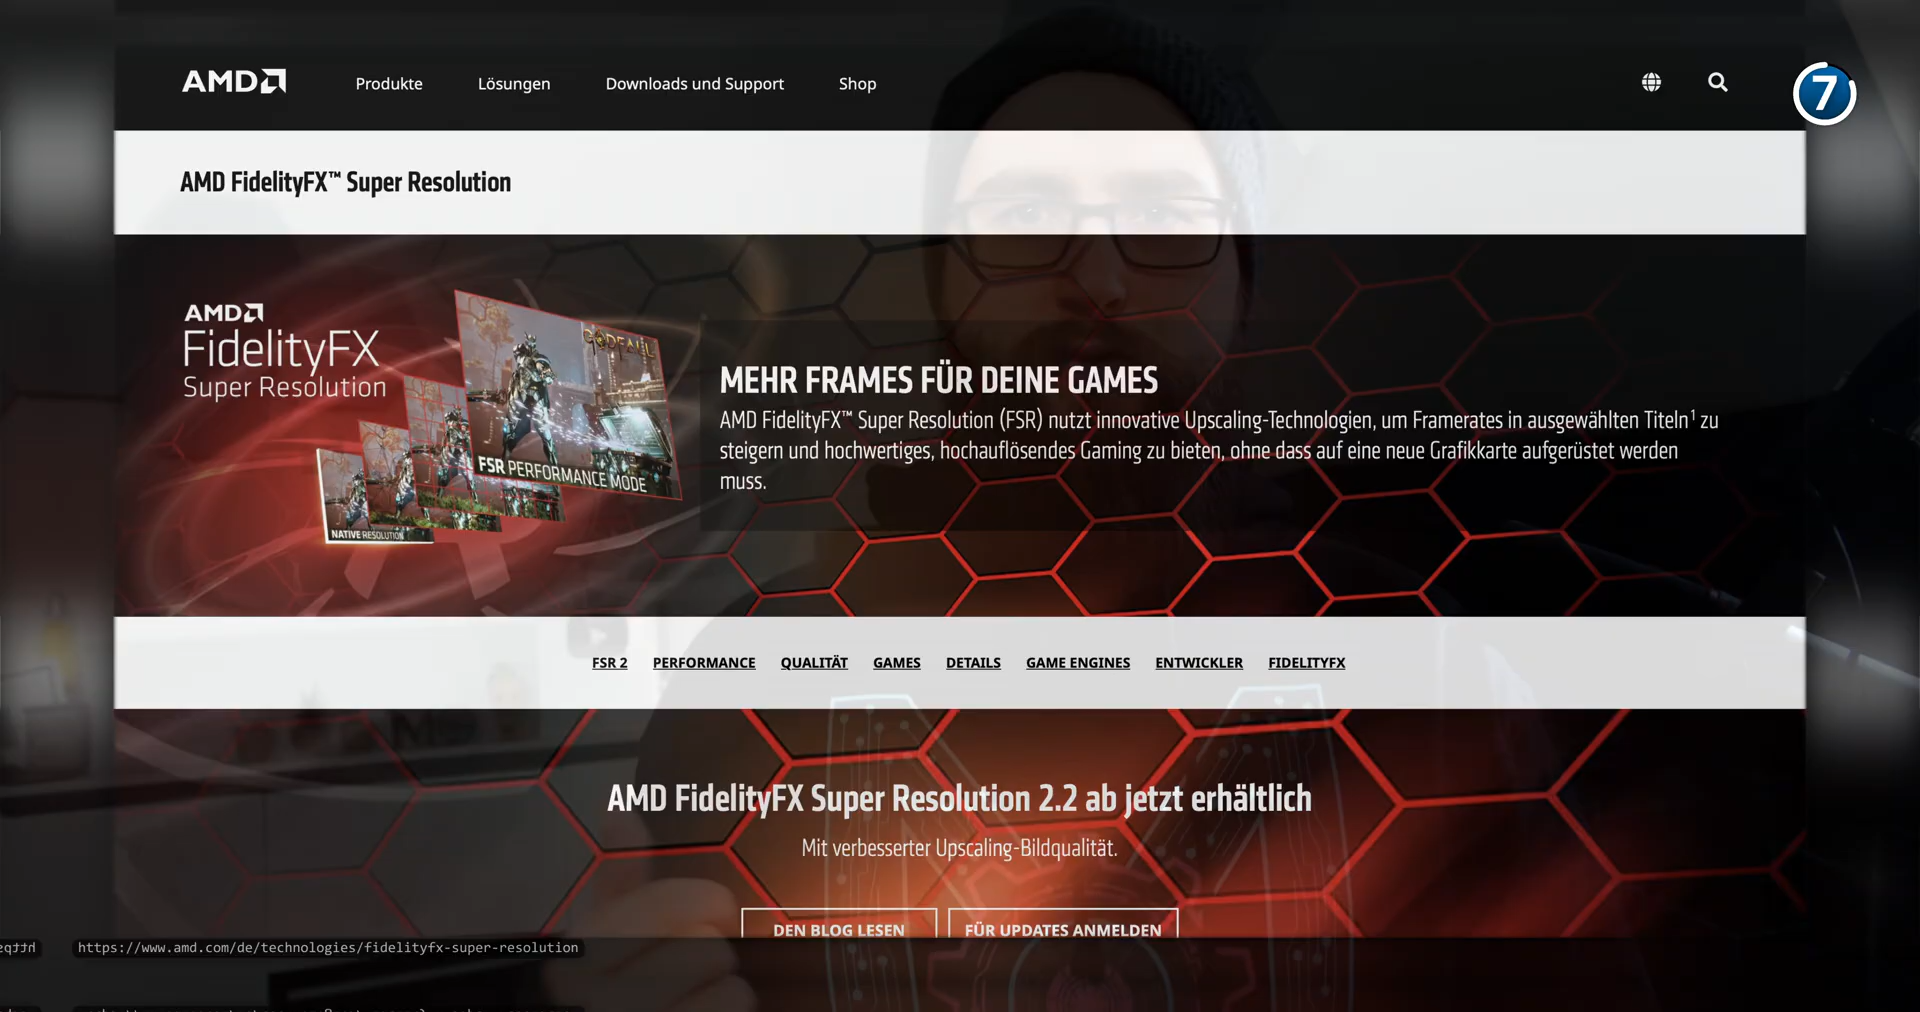 AMD
Produkte
Lösungen
Downloads und Support
Shop
7
AMD FidelityFX™ Super Resolution
AMD
FidelityFX
Super Resolution
GODFALL
FSR PERFORMANCE MODE
NATIVE RESOLUTION
MEHR FRAMES FÜR DEINE GAMES
AMD FidelityFX™ Super Resolution (FSR) nutzt innovative Upscaling-Technologien, um Framerates in ausgewählten Titeln¹ zu
steigern und hochwertiges, hochauflösendes Gaming zu bieten, ohne dass auf eine neue Grafikkarte aufgerüstet werden
muss.
FSR 2
PERFORMANCE
QUALITÄT
GAMES
DETAILS
GAME ENGINES
ENTWICKLER
FIDELITYFX
AMD FidelityFX Super Resolution 2.2 ab jetzt erhältlich
Mit verbesserter Upscaling-Bildqualität.
DEN BLOG LESEN
FÜR UPDATES ANMELDEN
https://www.amd.com/de/technologies/fidelityfx-super-resolution